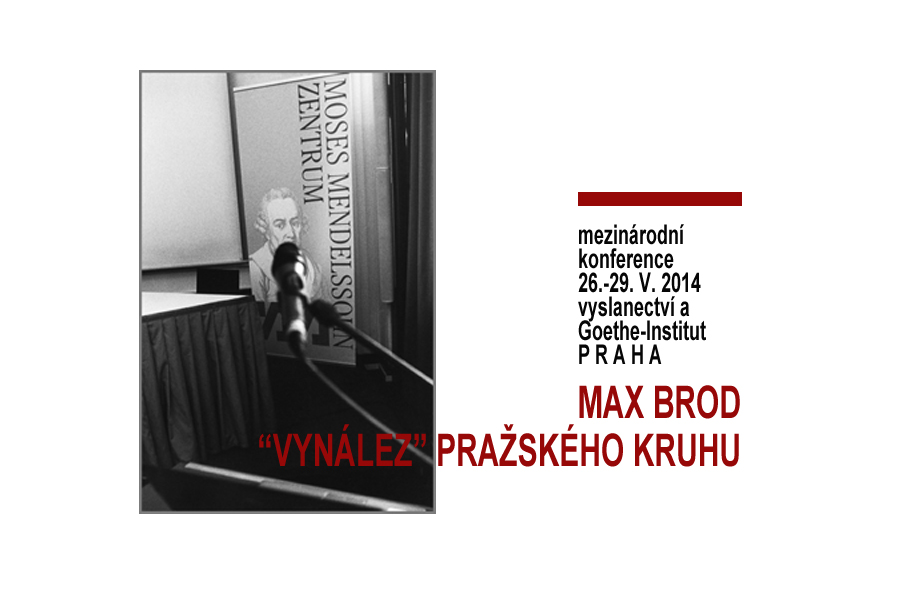 MOSES MENDELSSOHN
ZENTRUM
mezinárodní
konference
26.-29. V. 2014
vyslanectví a
Goethe-Institut
P R A H A
MAX BROD
“VYNÁLEZ” PRAŽSKÉHO KRUHU